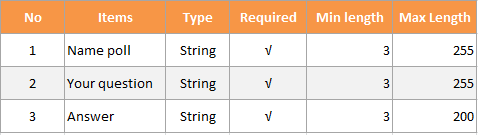 No Items Type Required Min length Max Length
1 Name poll String √ 3 255
2 Your question String √ 3 255
3 Answer String √ 3 200